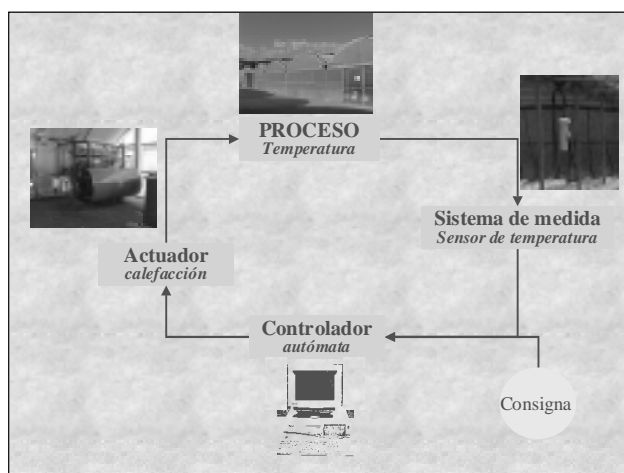 PROCESO
Temperatura
Sistema de medida
Sensor de temperatura
Actuador
calefacción
Controlador
autómata
Consigna